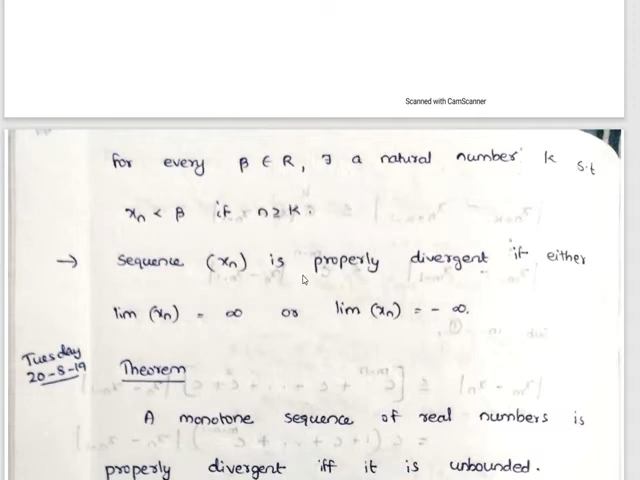 Scanned with CamScanner
for every β ∈ R, ∃ a natural number k s.t
xn < β if n ≥ K.
→ Sequence (xn) is properly divergent if either
lim (xn) = ∞ or lim (xn) = - ∞.
Tuesday
20-8-19
Theorem
A monotone sequence of real numbers is
properly divergent iff it is unbounded.